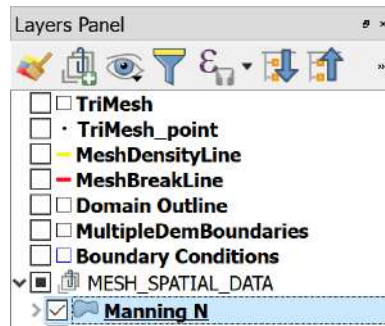 Layers Panel
TriMesh
TriMesh_point
MeshDensityLine
MeshBreakLine
Domain Outline
MultipleDemBoundaries
Boundary Conditions
MESH_SPATIAL_DATA
Manning N